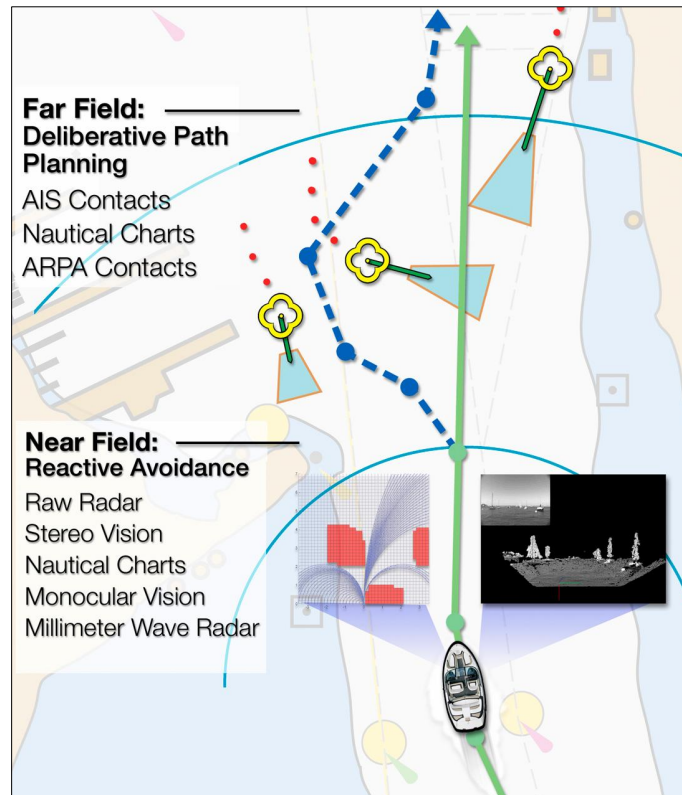 Far Field:
Deliberative Path
Planning
AIS Contacts
Nautical Charts
ARPA Contacts
Near Field:
Reactive Avoidance
Raw Radar
Stereo Vision
Nautical Charts
Monocular Vision
Millimeter Wave Radar